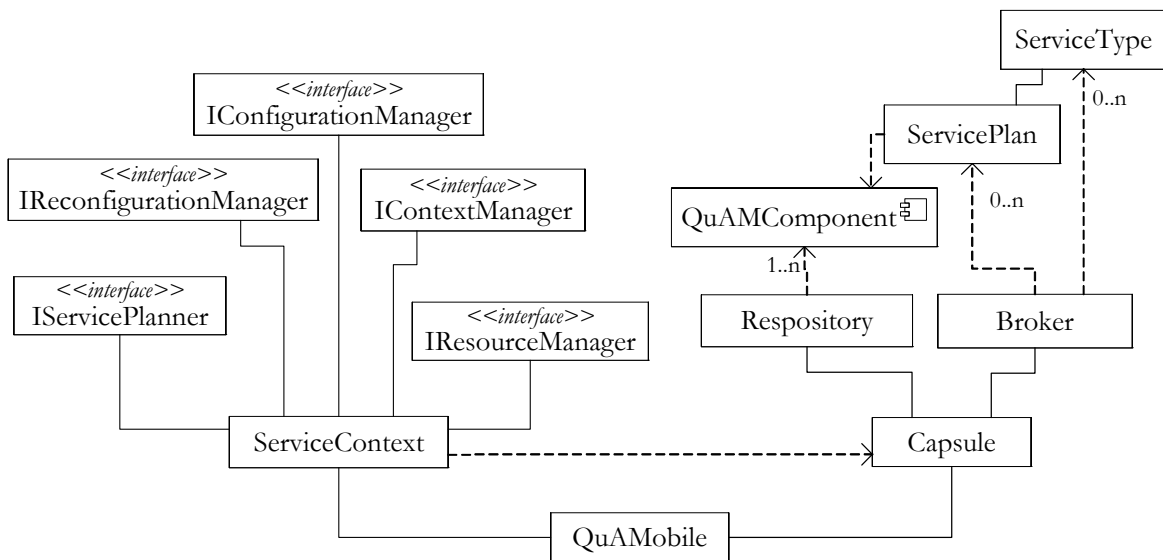 ServiceType
<<interface>>
IConfigurationManager
0..n
ServicePlan
<<interface>>
IReconfigurationManager
<<interface>>
IContextManager
QuAMComponent
0..n
1..n
<<interface>>
IServicePlanner
<<interface>>
IResourceManager
Respository
Broker
ServiceContext
Capsule
QuAMobile